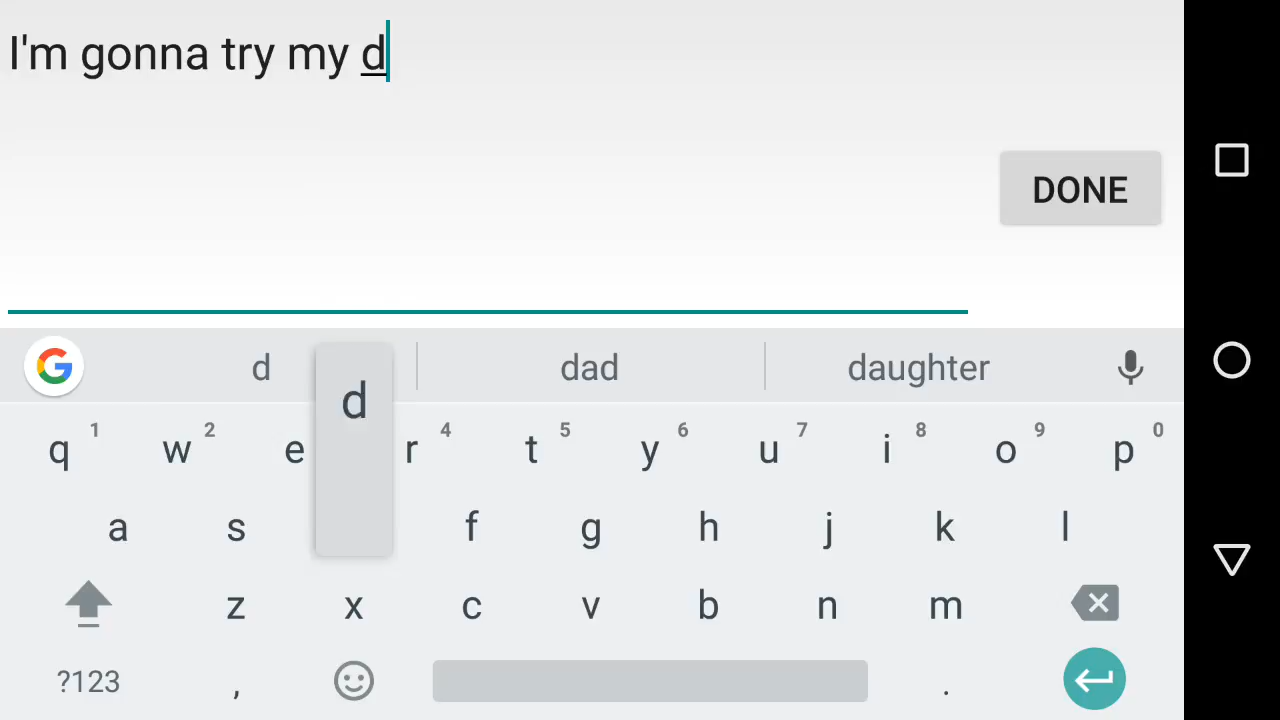 I'm gonna try my d
DONE
d dad daughter
d
q 1 w 2 e r 4 t 5 y 6 u 7 i 8 o 9 p 0
a s f g h j k l
z x c v b n m
?123 , .